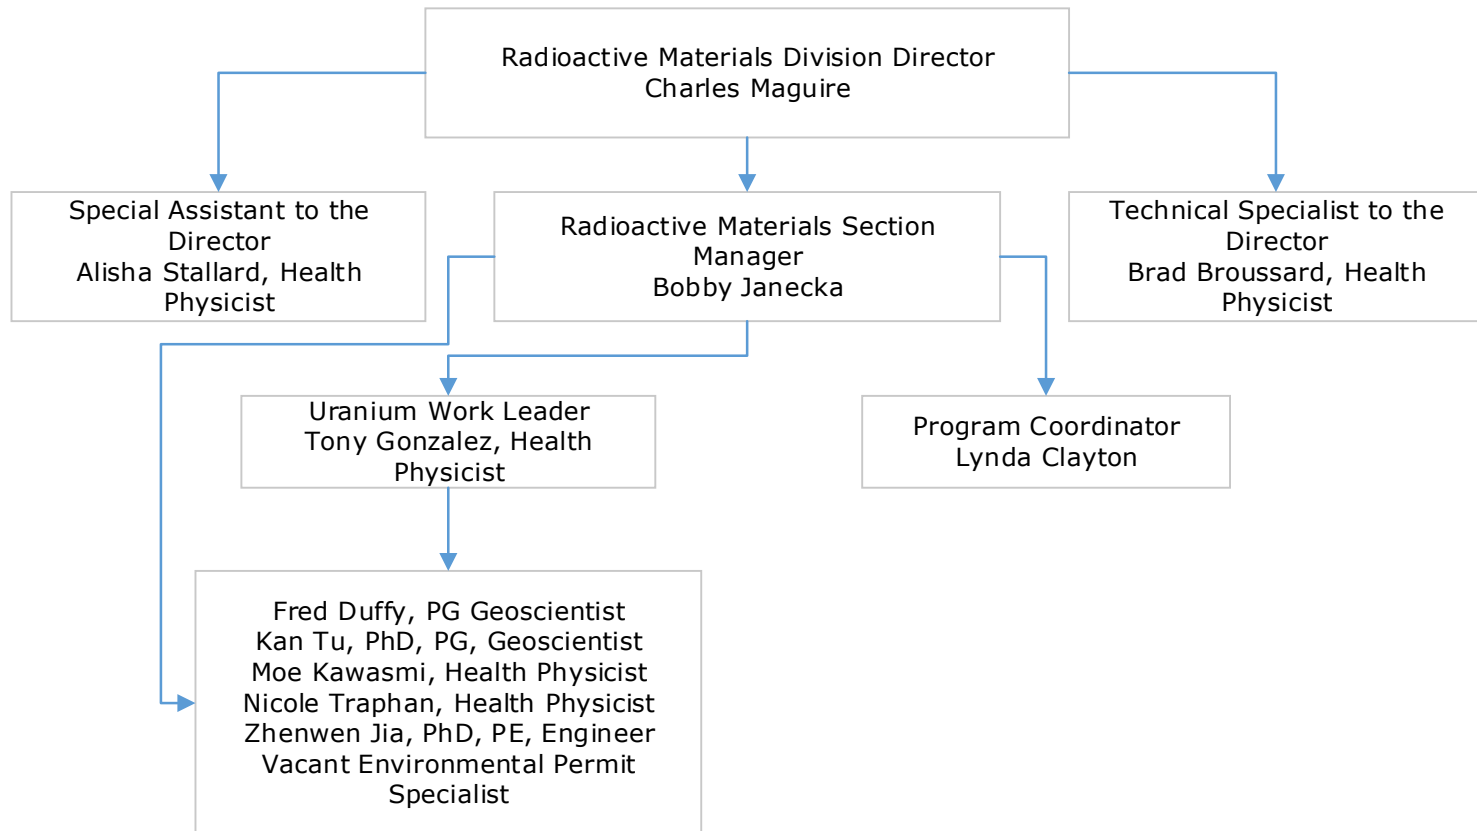 Radioactive Materials Division Director
Charles Maguire
Special Assistant to the
Director
Alisha Stallard, Health
Physicist
Radioactive Materials Section
Manager
Bobby Janecka
Technical Specialist to the
Director
Brad Broussard, Health
Physicist
Uranium Work Leader
Tony Gonzalez, Health
Physicist
Program Coordinator
Lynda Clayton
Fred Duffy, PG Geoscientist
Kan Tu, PhD, PG, Geoscientist
Moe Kawasmi, Health Physicist
Nicole Traphan, Health Physicist
Zhenwen Jia, PhD, PE, Engineer
Vacant Environmental Permit
Specialist